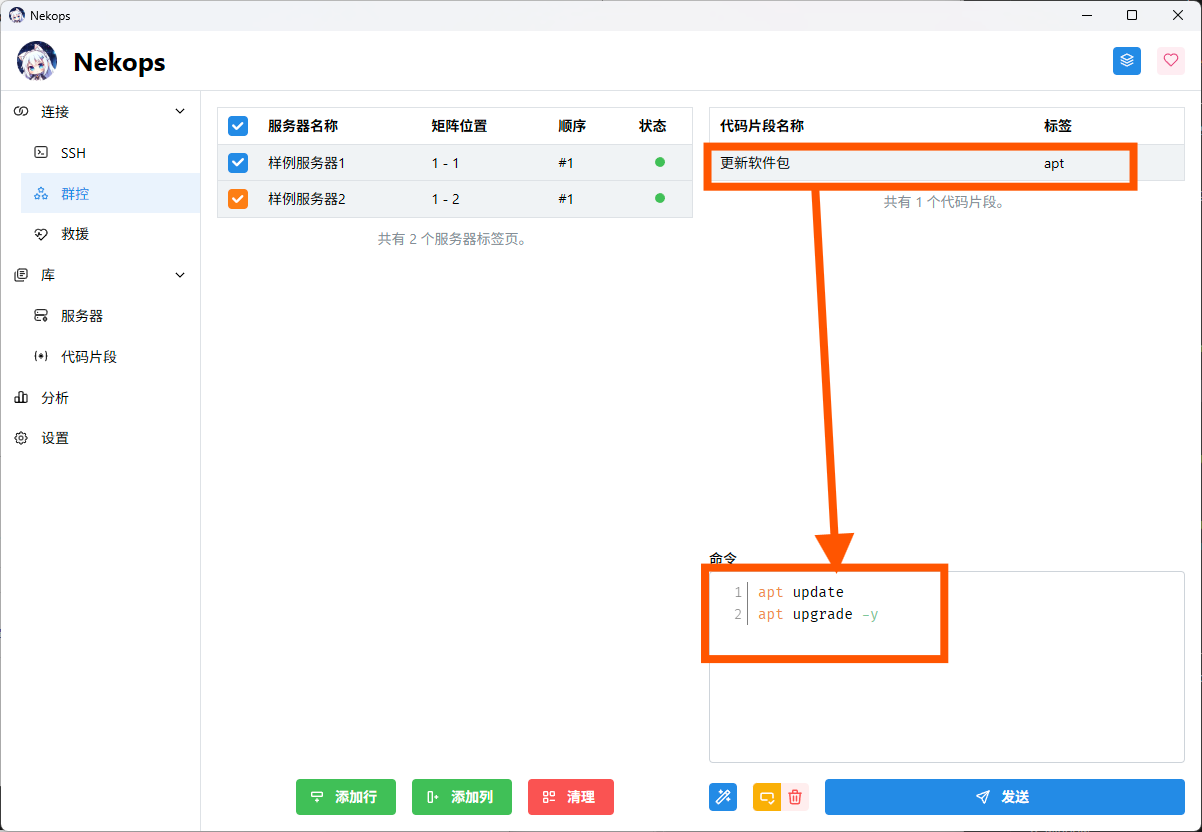 Nekops
Nekops
连接
SSH
群控
救援
库
服务器
代码片段
分析
设置
服务器名称 矩阵位置 顺序 状态
样例服务器1 1 - 1 #1
样例服务器2 1 - 2 #1
共有 2 个服务器标签页。
添加行 添加列 清理
代码片段名称 标签
更新软件包 apt
共有 1 个代码片段。
命令
1 apt update
2 apt upgrade -y
发送